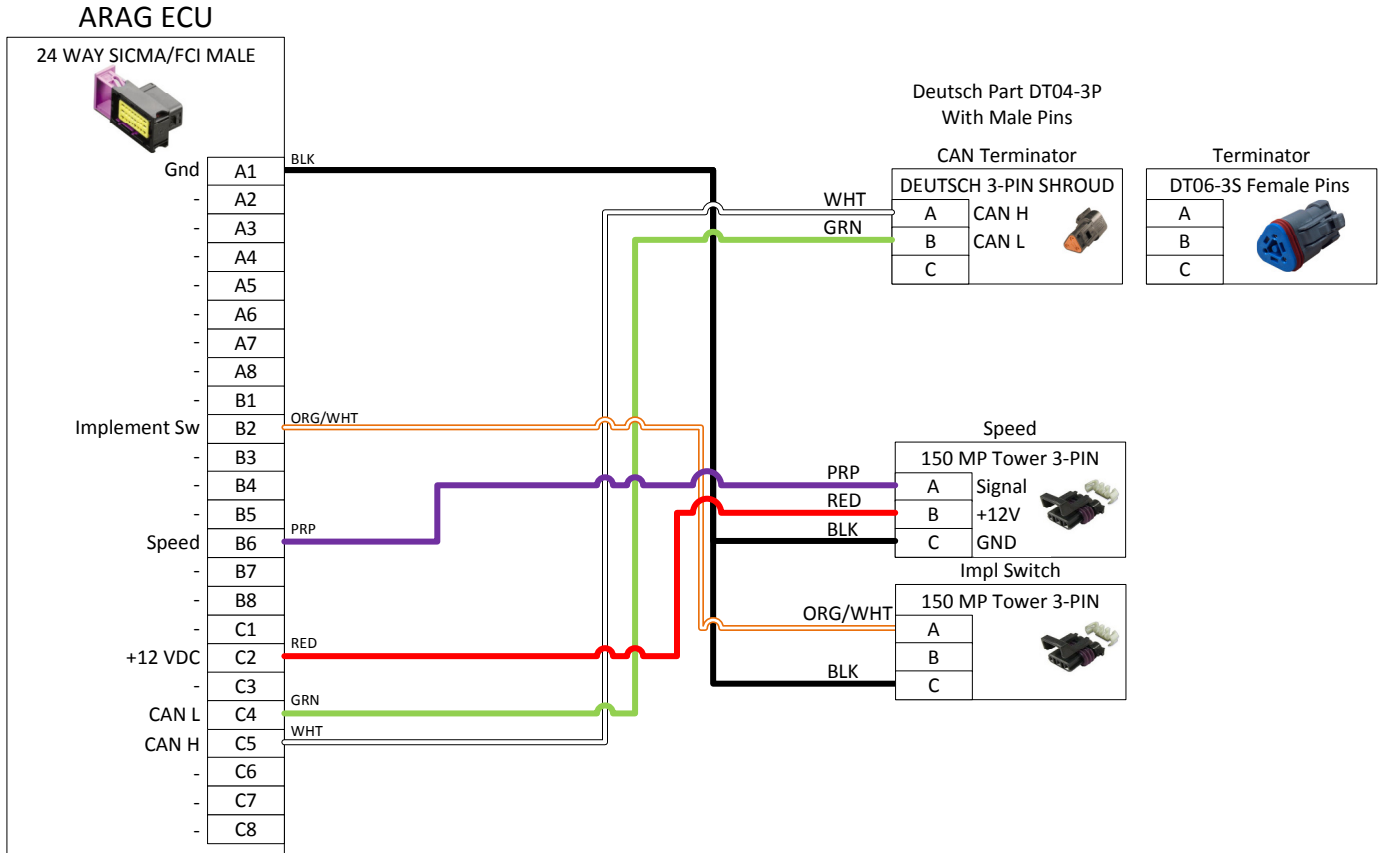 ARAG ECU
24 WAY SICMA/FCI MALE
Gnd A1 BLK
- A2
- A3
- A4
- A5
- A6
- A7
- A8
- B1
Implement Sw B2 ORG/WHT
- B3
- B4
- B5
Speed B6 PRP
- B7
- B8
- C1
+12 VDC C2 RED
- C3
CAN L C4 GRN
CAN H C5 WHT
- C6
- C7
- C8
Deutsch Part DT04-3P
With Male Pins
CAN Terminator
DEUTSCH 3-PIN SHROUD
WHT A CAN H
GRN B CAN L
C
Terminator
DT06-3S Female Pins
A
B
C
Speed
150 MP Tower 3-PIN
PRP A Signal
RED B +12V
BLK C GND
Impl Switch
150 MP Tower 3-PIN
ORG/WHT A
B
BLK C